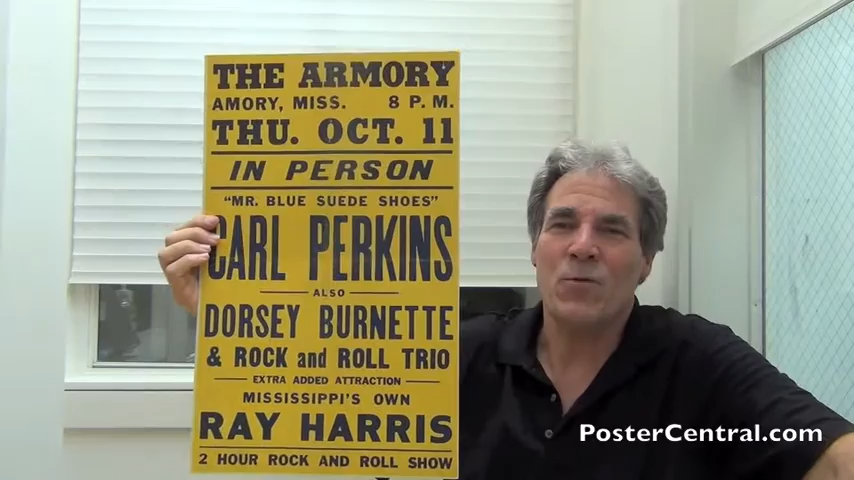 THE ARMORY
AMORY, MISS. 8 P. M.
THU. OCT. 11
IN PERSON
"MR. BLUE SUEDE SHOES"
CARL PERKINS
ALSO
DORSEY BURNETTE
& ROCK and ROLL TRIO
EXTRA ADDED ATTRACTION
MISSISSIPPI'S OWN
RAY HARRIS
2 HOUR ROCK AND ROLL SHOW
PosterCentral.com